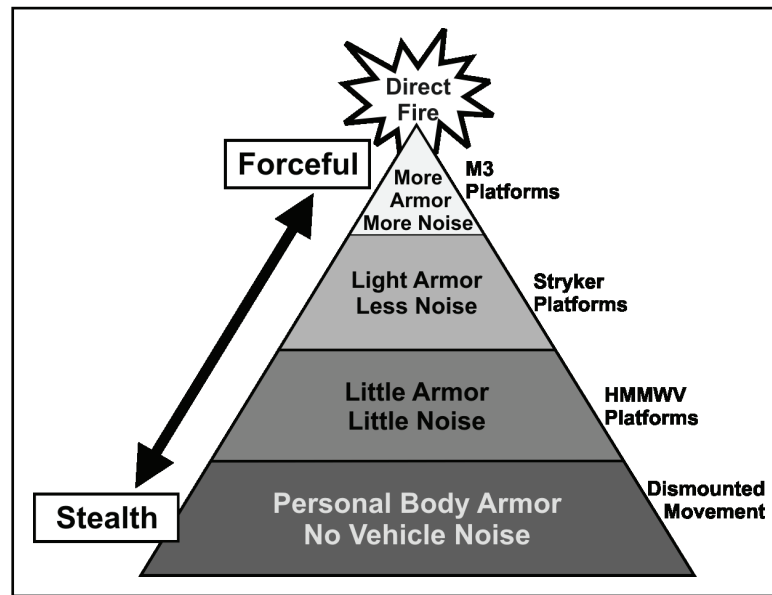 Direct
Fire
Forceful
More
Armor
More Noise
M3
Platforms
Light Armor
Less Noise
Stryker
Platforms
Little Armor
Little Noise
HMMWV
Platforms
Stealth
Personal Body Armor
No Vehicle Noise
Dismounted
Movement